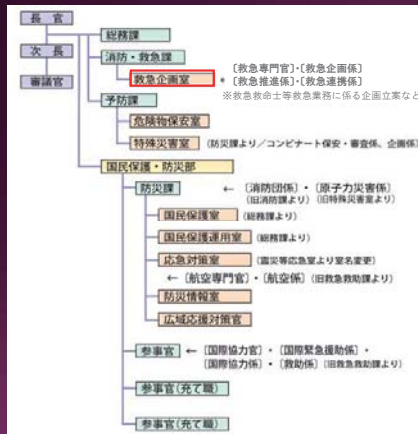 長官
総務課
消防・救急課
次長
救急企画室
〔救急専門官〕・〔救急企画係〕
・〔救急推進係〕・〔救急連携係〕
審議官
※救急救命士等救急業務に係る企画立案など
予防課
危険物保安室
特殊災害室 (防災課より/コンビナート保安・審査係、企画係)
国民保護・防災部
防災課 ← 〔消防団係〕・〔原子力災害係〕
(旧消防課より) (旧特殊災害室より)
国民保護室 (総務課より)
国民保護運用室 (総務課より)
応急対策室 (震災等応急室より室名変更)
← 〔航空専門官〕・〔航空係〕 (旧救急救助課より)
防災情報室
広域応援対策官
参事官 ← 〔国際協力官〕・〔国際緊急援助係〕・
〔国際協力係〕・〔救助係〕 (旧救急救助課より)
参事官(充て職)
参事官(充て職)